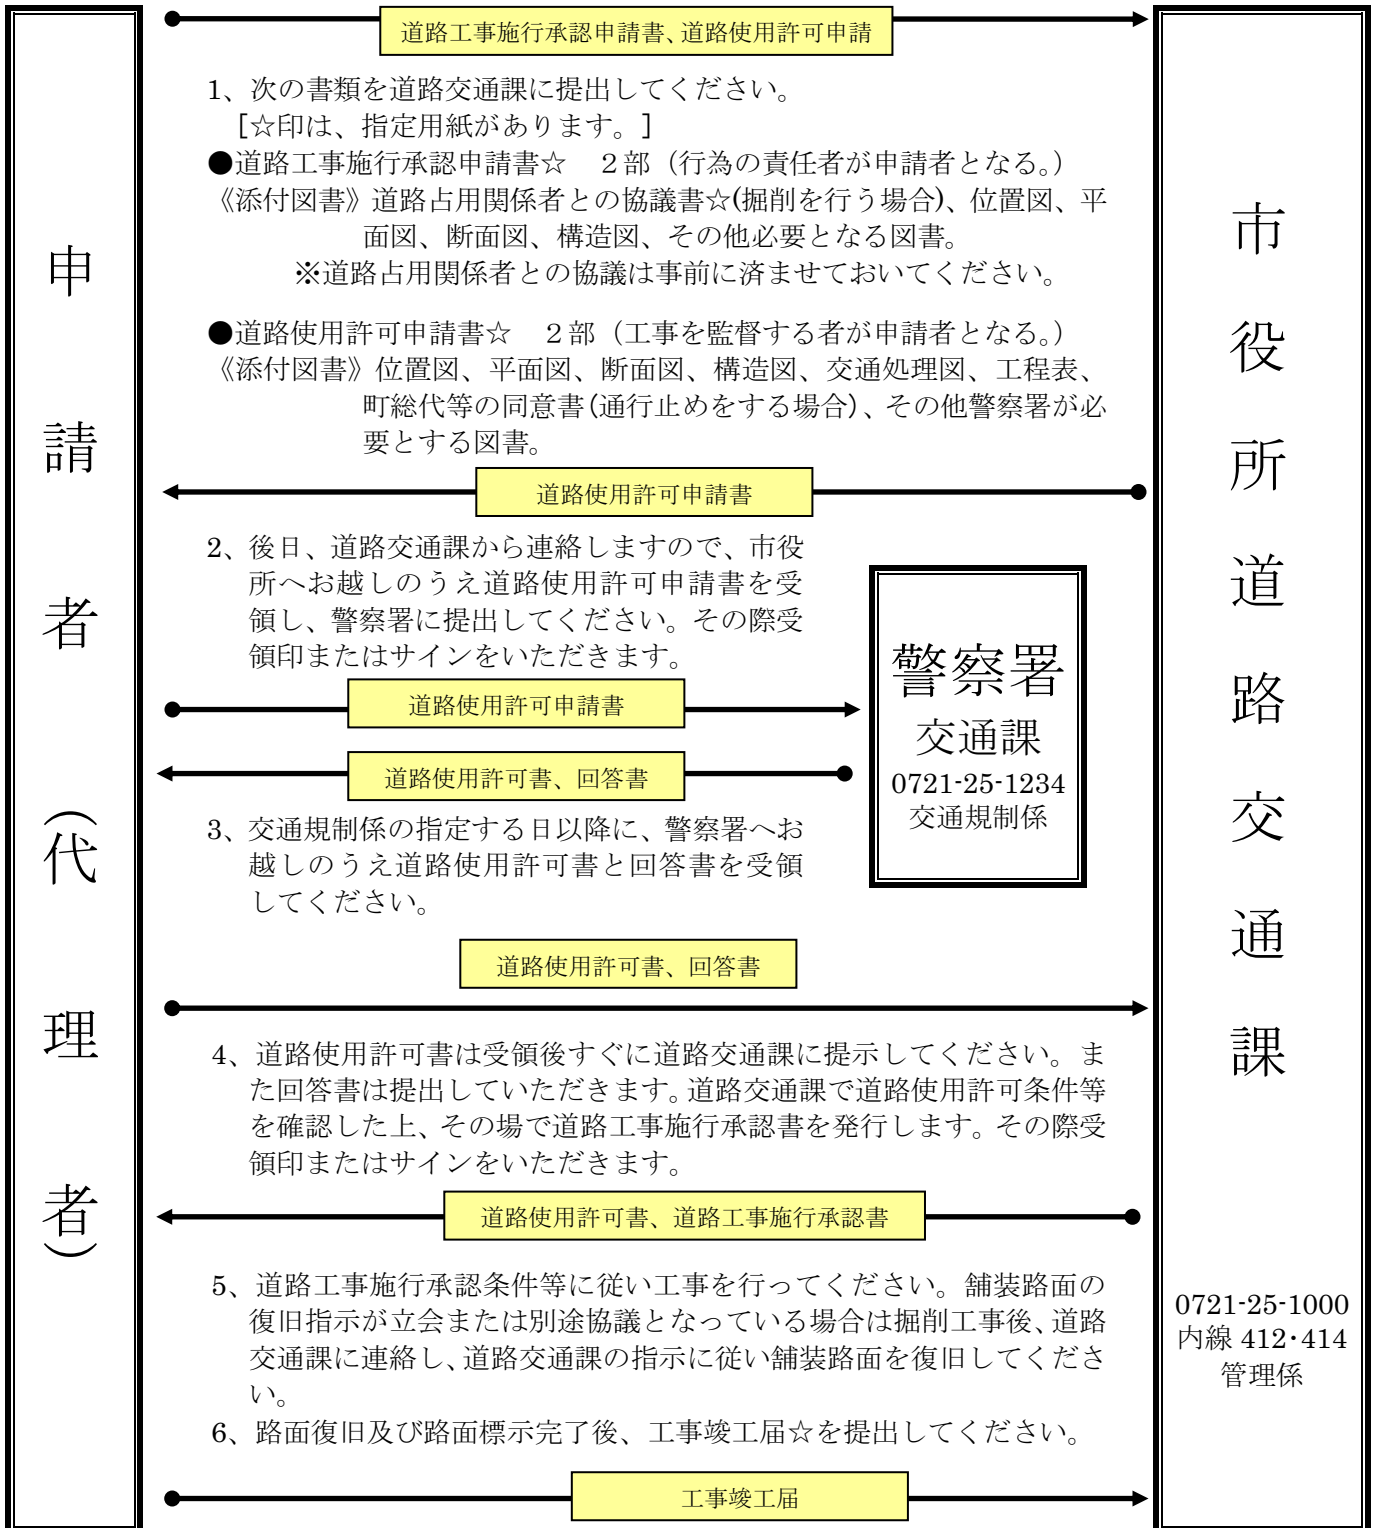 申請者（代理者）
道路工事施行承認申請書、道路使用許可申請
1、次の書類を道路交通課に提出してください。
[☆印は、指定用紙があります。]
●道路工事施行承認申請書☆　２部（行為の責任者が申請者となる。）
《添付図書》道路占用関係者との協議書☆(掘削を行う場合)、位置図、平
面図、断面図、構造図、その他必要となる図書。
※道路占用関係者との協議は事前に済ませておいてください。
●道路使用許可申請書☆　２部（工事を監督する者が申請者となる。）
《添付図書》位置図、平面図、断面図、構造図、交通処理図、工程表、
町総代等の同意書(通行止めをする場合)、その他警察署が必
要とする図書。
道路使用許可申請書
2、後日、道路交通課から連絡しますので、市役
所へお越しのうえ道路使用許可申請書を受
領し、警察署に提出してください。その際受
領印またはサインをいただきます。
道路使用許可申請書
道路使用許可書、回答書
3、交通規制係の指定する日以降に、警察署へお
越しのうえ道路使用許可書と回答書を受領
してください。
警察署
交通課
0721-25-1234
交通規制係
道路使用許可書、回答書
4、道路使用許可書は受領後すぐに道路交通課に提示してください。ま
た回答書は提出していただきます。道路交通課で道路使用許可条件等
を確認した上、その場で道路工事施行承認書を発行します。その際受
領印またはサインをいただきます。
道路使用許可書、道路工事施行承認書
5、道路工事施行承認条件等に従い工事を行ってください。舗装路面の
復旧指示が立会または別途協議となっている場合は掘削工事後、道路
交通課に連絡し、道路交通課の指示に従い舗装路面を復旧してくださ
い。
6、路面復旧及び路面標示完了後、工事竣工届☆を提出してください。
工事竣工届
市役所道路交通課
0721-25-1000
内線 412・414
管理係